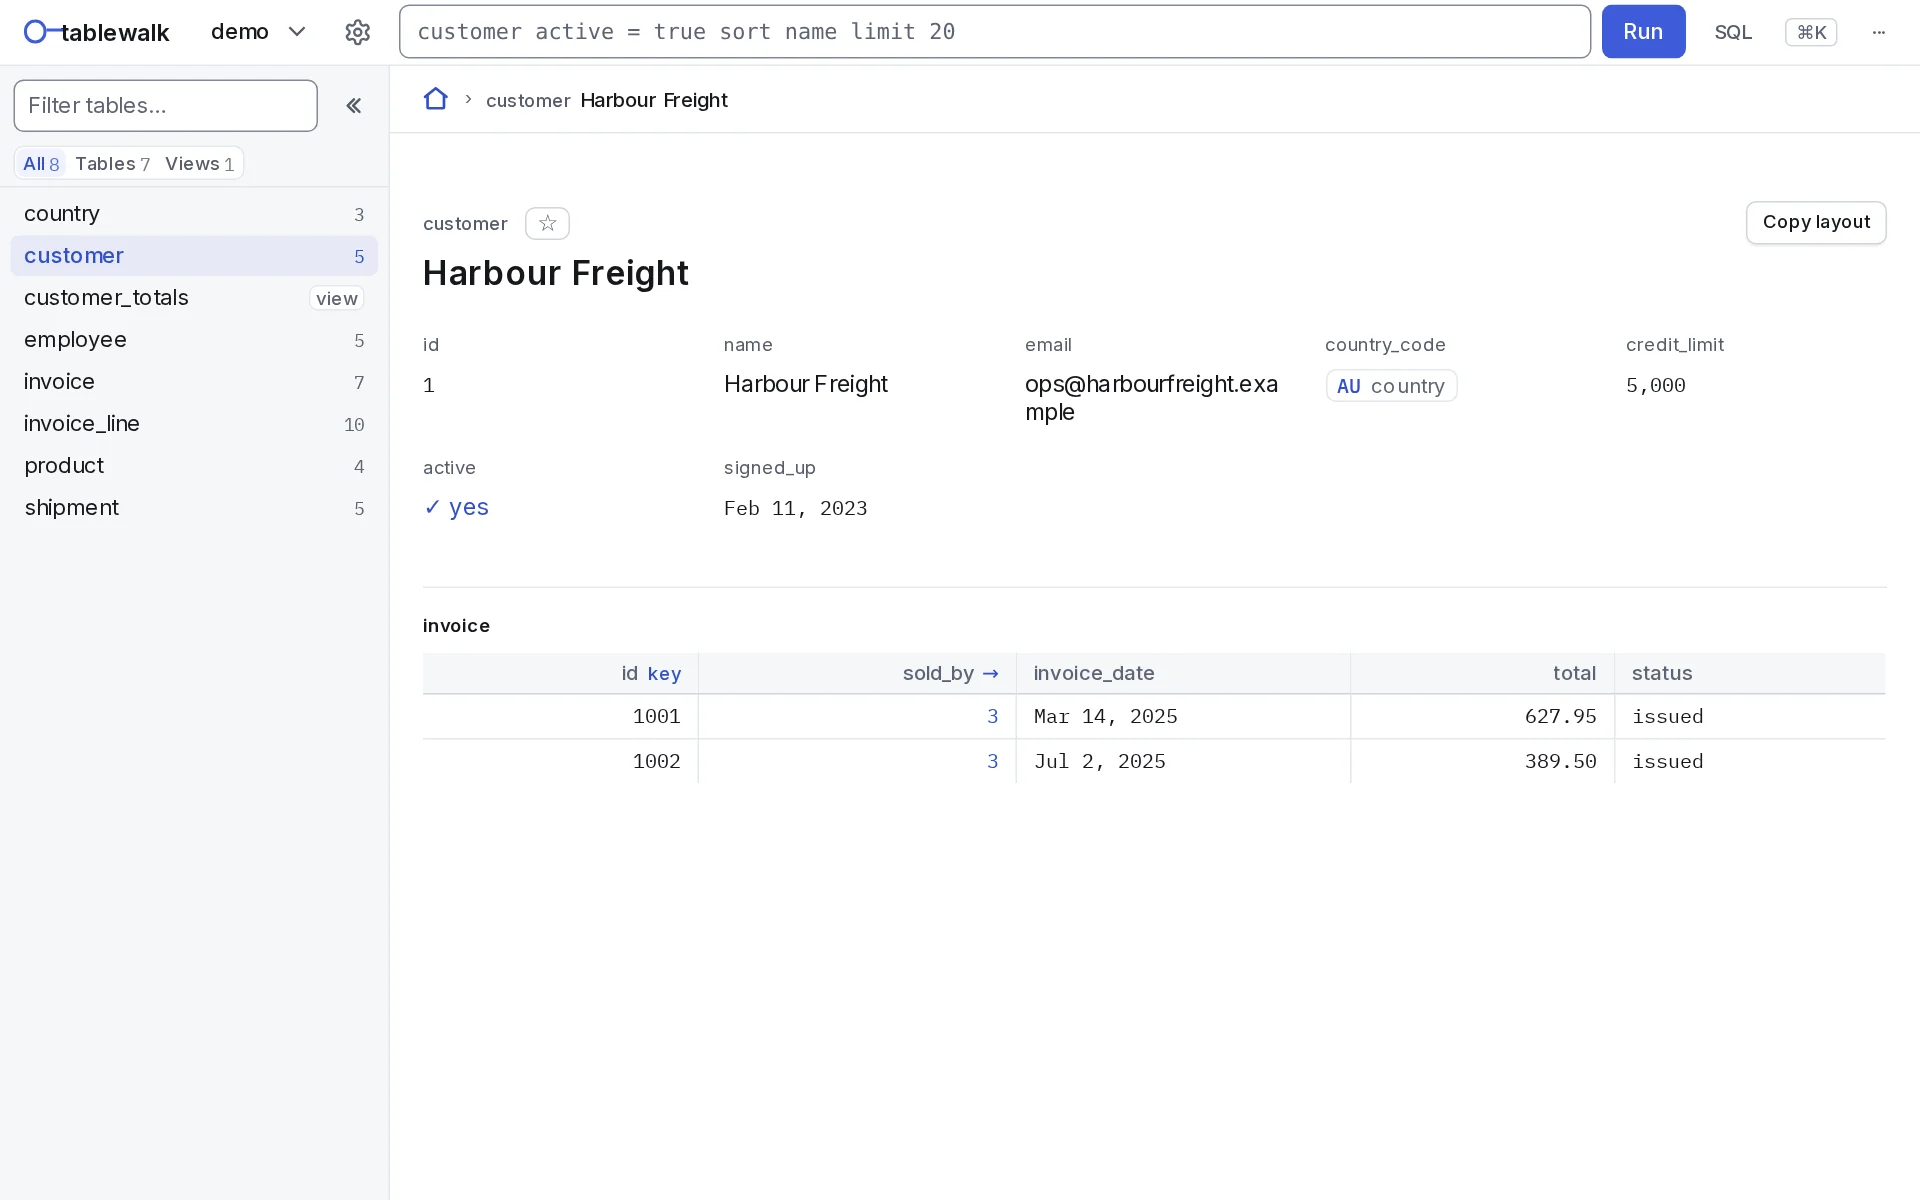 tablewalk demo customer active = true sort name limit 20 Run SQL ⌘K ···
Filter tables...
All 8 Tables 7 Views 1
country 3
customer 5
customer_totals view
employee 5
invoice 7
invoice_line 10
product 4
shipment 5
› customer Harbour Freight
customer ☆ Copy layout
Harbour Freight
id name email country_code credit_limit
1 Harbour Freight ops@harbourfreight.exa AU country 5,000
mple
active signed_up
✓ yes Feb 11, 2023
invoice
id key sold_by → invoice_date total status
1001 3 Mar 14, 2025 627.95 issued
1002 3 Jul 2, 2025 389.50 issued